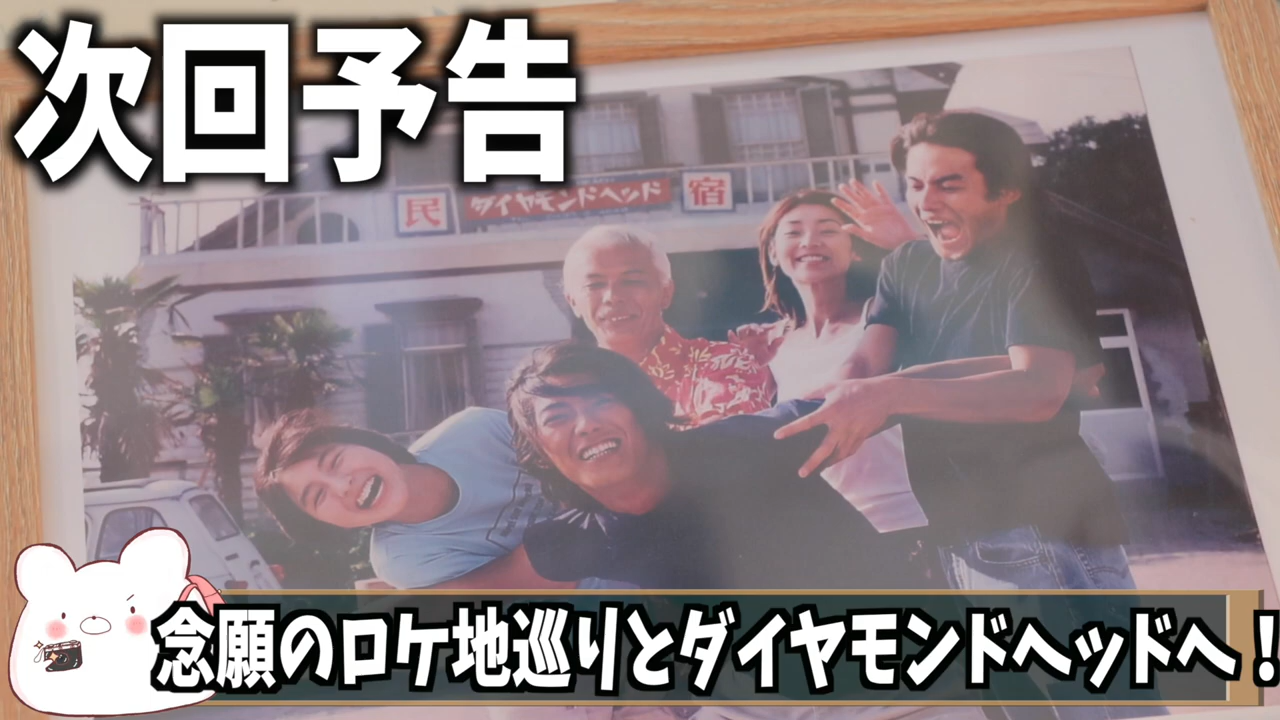 次回予告
民 ダイヤモンドヘッド 宿
念願のロケ地巡りとダイヤモンドヘッドへ！